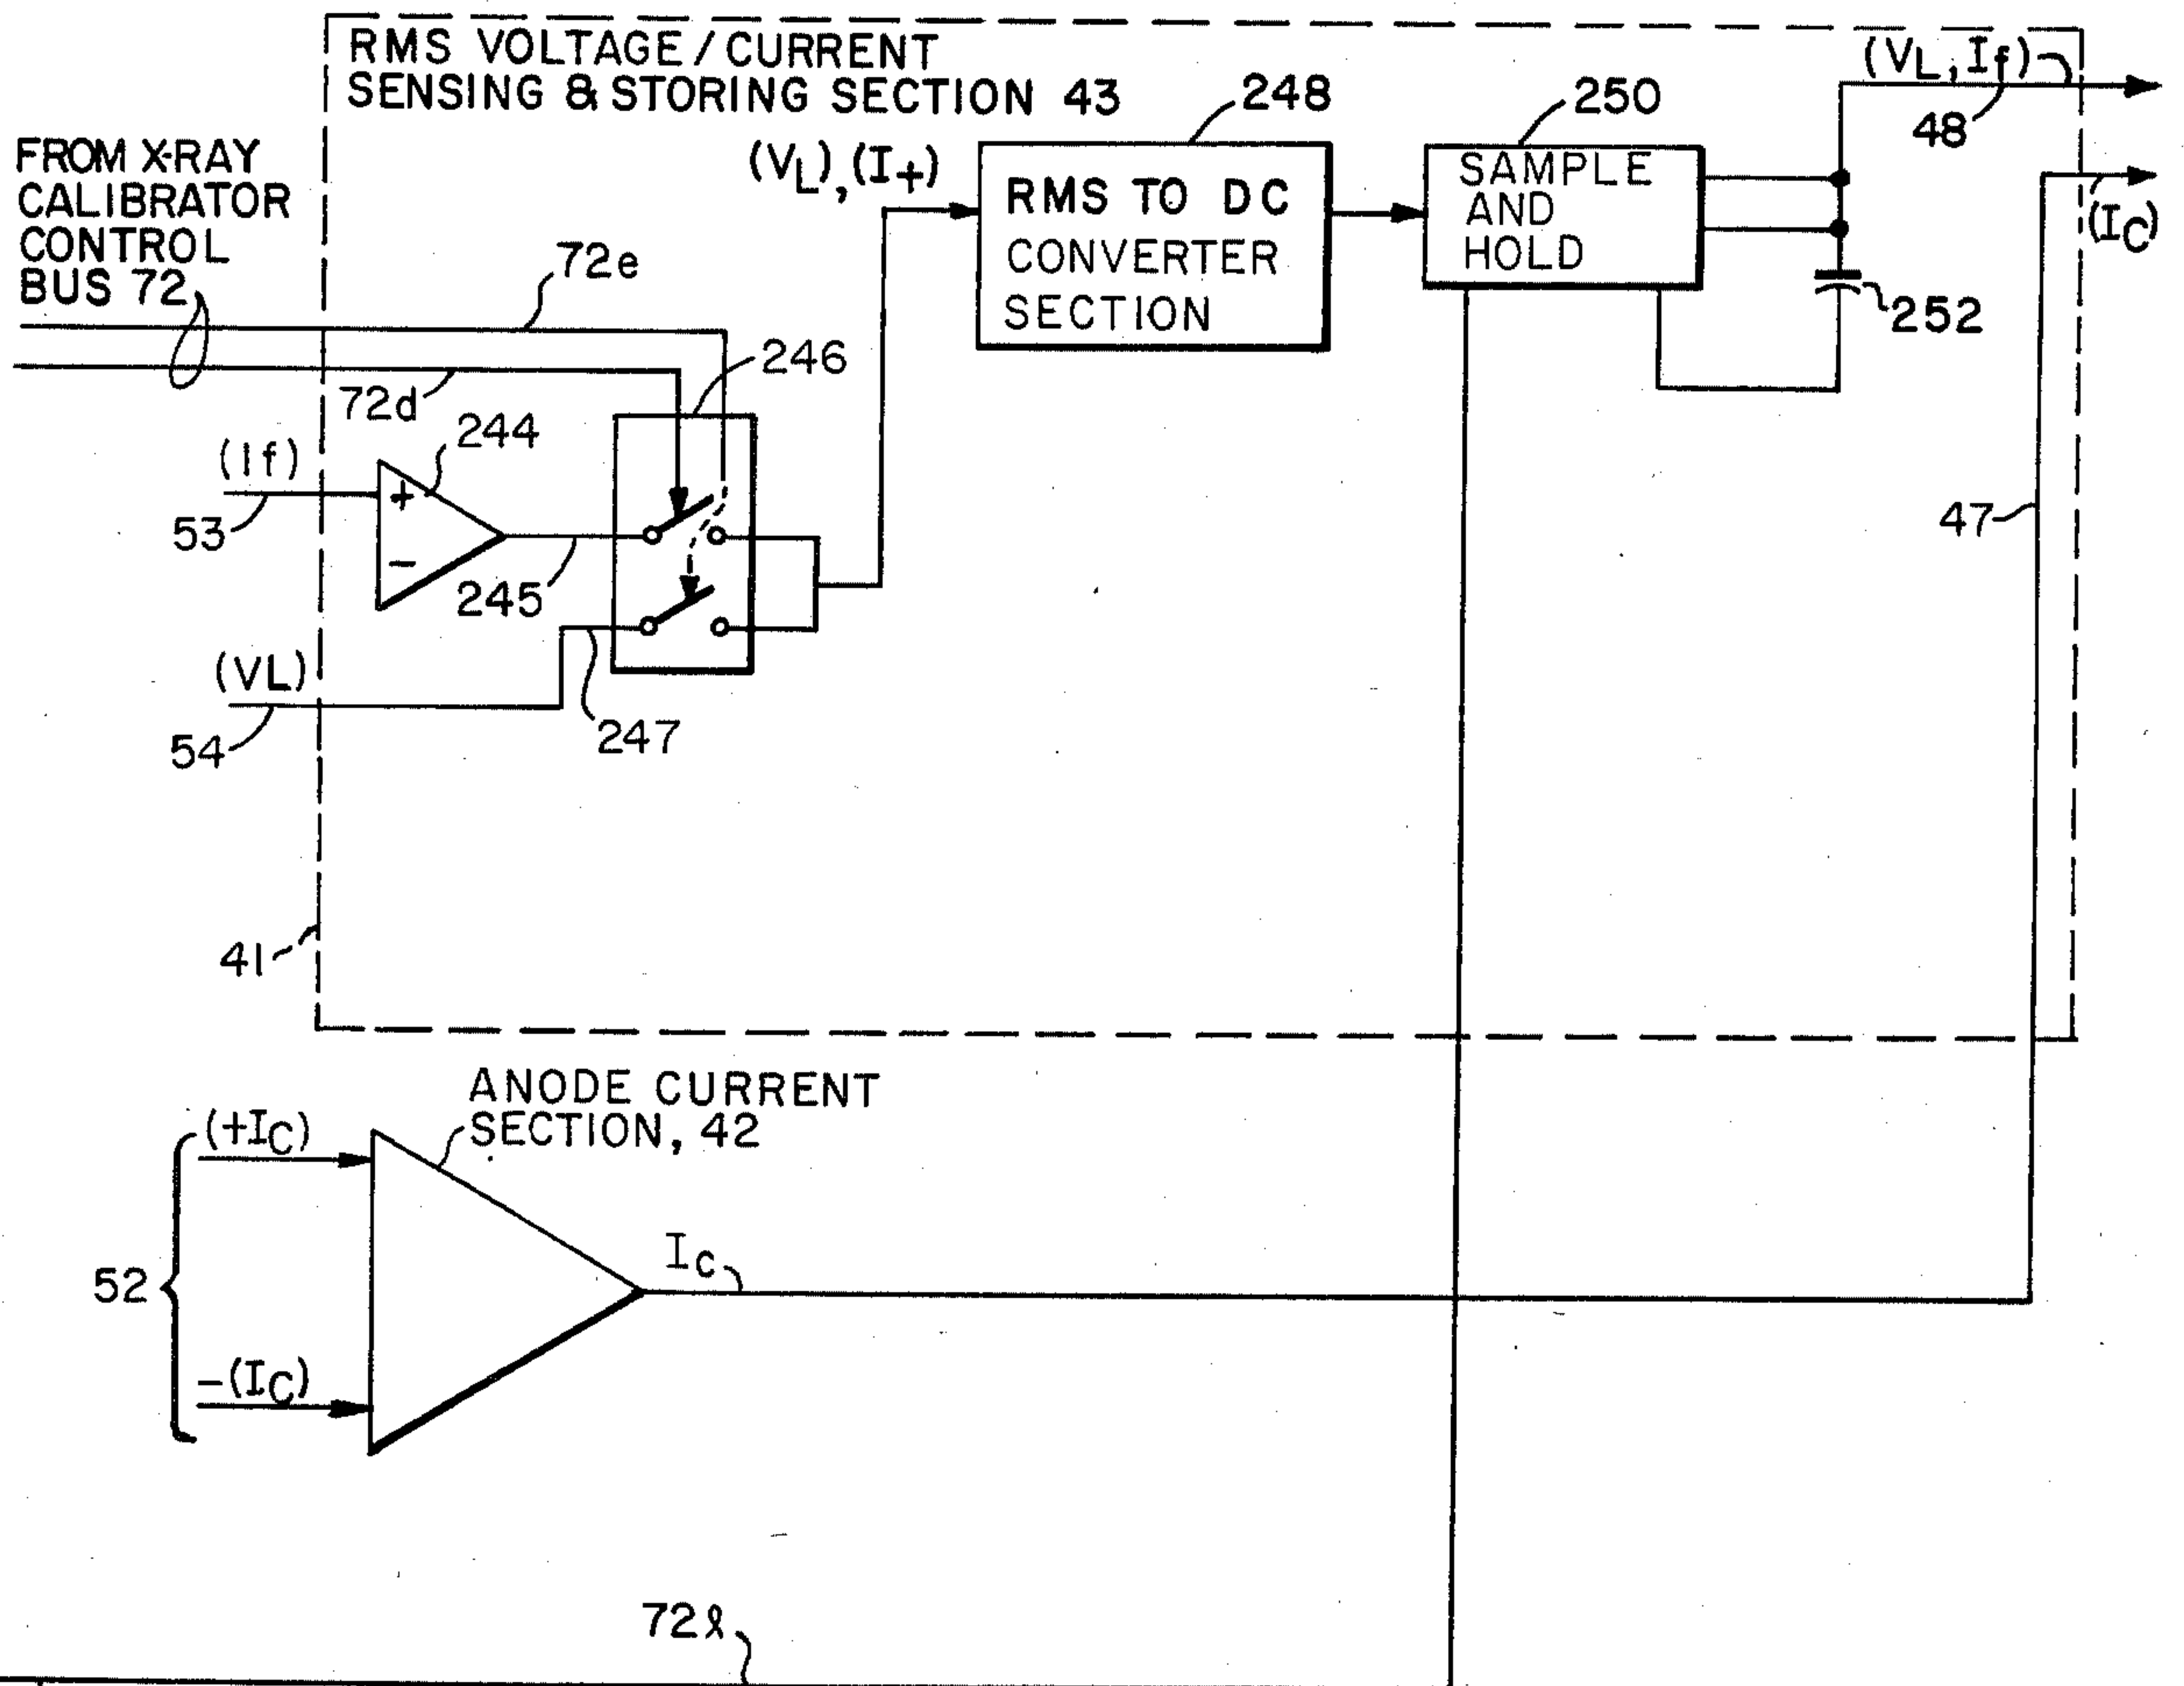 RMS VOLTAGE/CURRENT
SENSING & STORING SECTION 43
(VL, If)
48
(IC)
FROM X-RAY
CALIBRATOR
CONTROL
BUS 72
248
250
(VL),(I+)
RMS TO DC
CONVERTER
SECTION
SAMPLE
AND
HOLD
252
72e
72d
246
244
(If)
53
+
−
245
(VL)
54
247
47
41
ANODE CURRENT
SECTION, 42
(+IC)
52
−(IC)
Ic
72ℓ